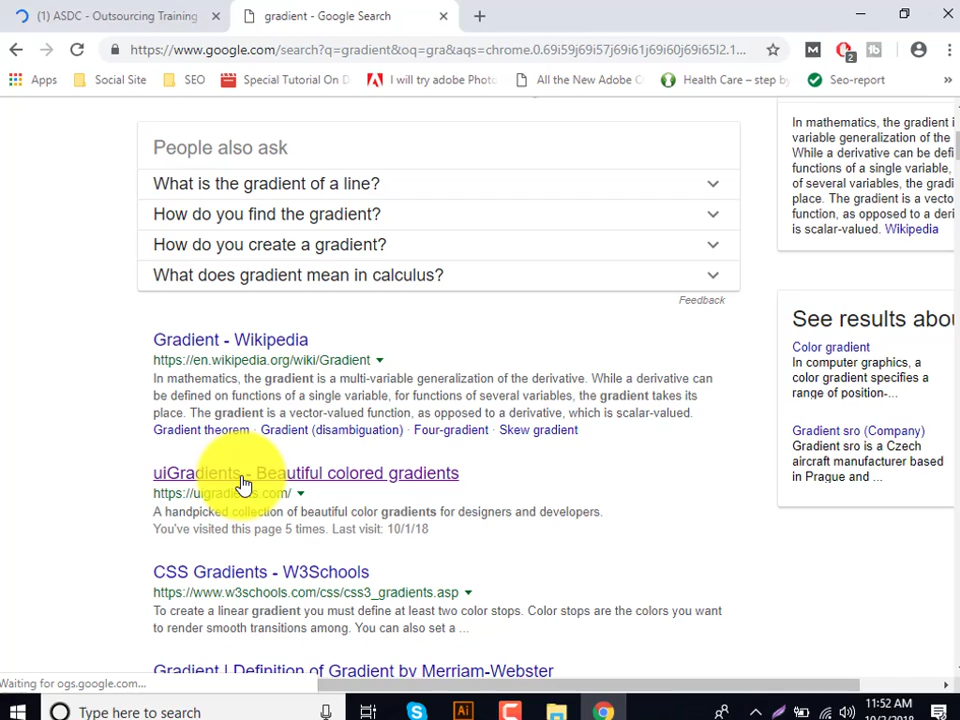 (1) ASDC - Outsourcing Training
gradient - Google Search
https://www.google.com/search?q=gradient&oq=gra&aqs=chrome.0.69i59j69i57j69i61j69i60j69i65l2.1...
2
Apps
Social Site
SEO
Special Tutorial On D
I will try adobe Photo
All the New Adobe C
Health Care – step by
Seo-report
»
People also ask
What is the gradient of a line?
How do you find the gradient?
How do you create a gradient?
What does gradient mean in calculus?
Feedback
Gradient - Wikipedia
https://en.wikipedia.org/wiki/Gradient
In mathematics, the gradient is a multi-variable generalization of the derivative. While a derivative can
be defined on functions of a single variable, for functions of several variables, the gradient takes its
place. The gradient is a vector-valued function, as opposed to a derivative, which is scalar-valued.
Gradient theorem · Gradient (disambiguation) · Four-gradient · Skew gradient
uiGradients - Beautiful colored gradients
https://uigradients.com/
A handpicked collection of beautiful color gradients for designers and developers.
You've visited this page 5 times. Last visit: 10/1/18
CSS Gradients - W3Schools
https://www.w3schools.com/css/css3_gradients.asp
To create a linear gradient you must define at least two color stops. Color stops are the colors you want
to render smooth transitions among. You can also set a ...
Gradient | Definition of Gradient by Merriam-Webster
In mathematics, the gradient i
variable generalization of the
While a derivative can be defi
functions of a single variable,
of several variables, the gradi
place. The gradient is a vector
function, as opposed to a deriv
is scalar-valued. Wikipedia
See results abou
Color gradient
In computer graphics, a
color gradient specifies a
range of position-...
Gradient sro (Company)
Gradient sro is a Czech
aircraft manufacturer based
in Prague and ...
Waiting for ogs.google.com...
Type here to search
Ai
11:52 AM
10/2/2018